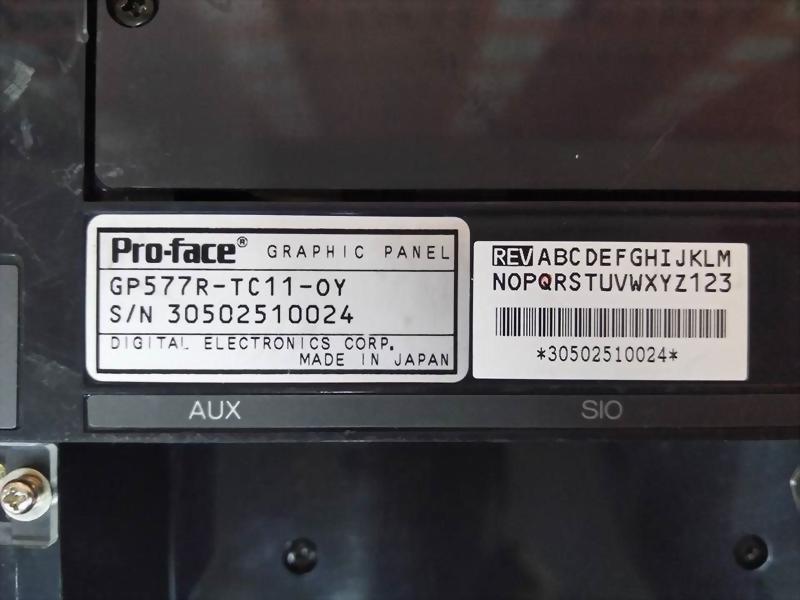 Pro-face® GRAPHIC PANEL
GP577R-TC11-0Y
S/N 30502510024
DIGITAL ELECTRONICS CORP.
MADE IN JAPAN
REV ABCDEFGHIJKLM
NOPQRSTUVWXYZ123
*30502510024*
AUX
SIO